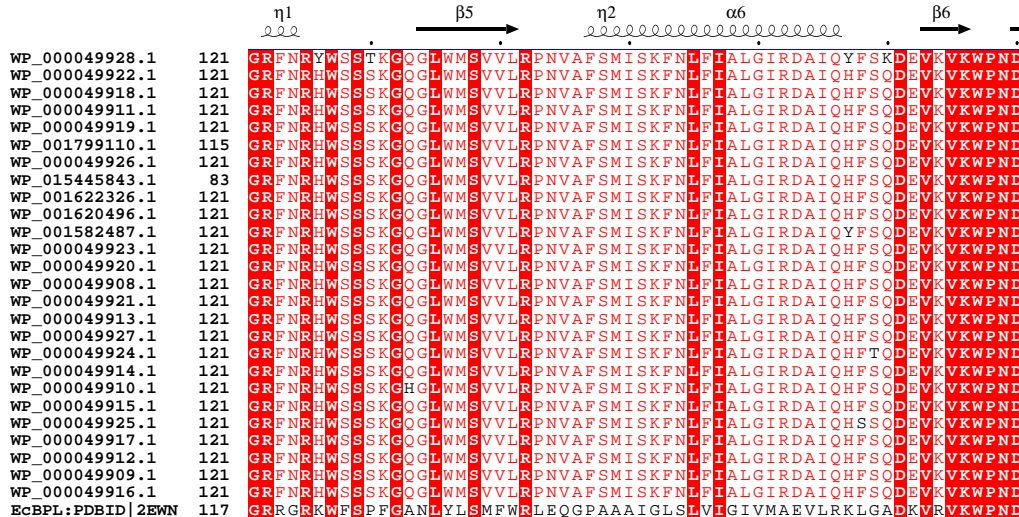 η1 β5 η2 α6 β6
WP_000049928.1 121 GRFNRYWSSTKGQGLWMSVVLRPNVAFSMISKFNLFIALGIRDAIQYFSKDEVKVKWPND
WP_000049922.1 121 GRFNRHWSSSKGQGLWMSVVLRPNVAFSMISKFNLFIALGIRDAIQHFSQDEVKVKWPND
WP_000049918.1 121 GRFNRHWSSSKGQGLWMSVVLRPNVAFSMISKFNLFIALGIRDAIQHFSQDEVKVKWPND
WP_000049911.1 121 GRFNRHWSSSKGQGLWMSVVLRPNVAFSMISKFNLFIALGIRDAIQHFSQDEVKVKWPND
WP_000049919.1 121 GRFNRHWSSSKGQGLWMSVVLRPNVAFSMISKFNLFIALGIRDAIQHFSQDEVKVKWPND
WP_001799110.1 115 GRFNRHWSSSKGQGLWMSVVLRPNVAFSMISKFNLFIALGIRDAIQHFSQDEVKVKWPND
WP_000049926.1 121 GRFNRHWSSSKGQGLWMSVVLRPNVAFSMISKFNLFIALGIRDAIQHFSQDEVKVKWPND
WP_015445843.1 83 GRFNRHWSSSKGQGLWMSVVLRPNVAFSMISKFNLFIALGIRDAIQHFSQDEVKVKWPND
WP_001622326.1 121 GRFNRHWSSSKGQGLWMSVVLRPNVAFSMISKFNLFIALGIRDAIQHFSQDEVKVKWPND
WP_001620496.1 121 GRFNRHWSSSKGQGLWMSVVLRPNVAFSMISKFNLFIALGIRDAIQHFSQDEVKVKWPND
WP_001582487.1 121 GRFNRHWSSSKGQGLWMSVVLRPNVAFSMISKFNLFIALGIRDAIQYFSQDEVKVKWPND
WP_000049923.1 121 GRFNRHWSSSKGQGLWMSVVLRPNVAFSMISKFNLFIALGIRDAIQHFSQDEVKVKWPND
WP_000049920.1 121 GRFNRHWSSSKGQGLWMSVVLRPNVAFSMISKFNLFIALGIRDAIQHFSQDEVKVKWPND
WP_000049908.1 121 GRFNRHWSSSKGQGLWMSVVLRPNVAFSMISKFNLFIALGIRDAIQHFSQDEVKVKWPND
WP_000049921.1 121 GRFNRHWSSSKGQGLWMSVVLRPNVAFSMISKFNLFIALGIRDAIQHFSQDEVKVKWPND
WP_000049913.1 121 GRFNRHWSSSKGQGLWMSVVLRPNVAFSMISKFNLFIALGIRDAIQHFSQDEVKVKWPND
WP_000049927.1 121 GRFNRHWSSSKGQGLWMSVVLRPNVAFSMISKFNLFIALGIRDAIQHFSQDEVKVKWPND
WP_000049924.1 121 GRFNRHWSSSKGQGLWMSVVLRPNVAFSMISKFNLFIALGIRDAIQHFTQDEVKVKWPND
WP_000049914.1 121 GRFNRHWSSSKGQGLWMSVVLRPNVAFSMISKFNLFIALGIRDAIQHFSQDEVKVKWPND
WP_000049910.1 121 GRFNRHWSSSKGHGLWMSVVLRPNVAFSMISKFNLFIALGIRDAIQHFSQDEVKVKWPND
WP_000049915.1 121 GRFNRHWSSSKGQGLWMSVVLRPNVAFSMISKFNLFIALGIRDAIQHFSQDEVKVKWPND
WP_000049925.1 121 GRFNRHWSSSKGQGLWMSVVLRPNVAFSMISKFNLFIALGIRDAIQHSSQDEVKVKWPND
WP_000049917.1 121 GRFNRHWSSSKGQGLWMSVVLRPNVAFSMISKFNLFIALGIRDAIQHFSQDEVKVKWPND
WP_000049912.1 121 GRFNRHWSSSKGQGLWMSVVLRPNVAFSMISKFNLFIALGIRDAIQHFSQDEVKVKWPND
WP_000049909.1 121 GRFNRHWSSSKGQGLWMSVVLRPNVAFSMISKFNLFIALGIRDAIQHFSQDEVKVKWPND
WP_000049916.1 121 GRFNRHWSSSKGQGLWMSVVLRPNVAFSMISKFNLFIALGIRDAIQHFSQDEVKVKWPND
EcBPL:PDBID|2EWN 117 GRRGRKWFSPFGANLYLSMFWRLEQGPAAAIGLSLVIGIVMAEVLRKLGADKVRVKWPND